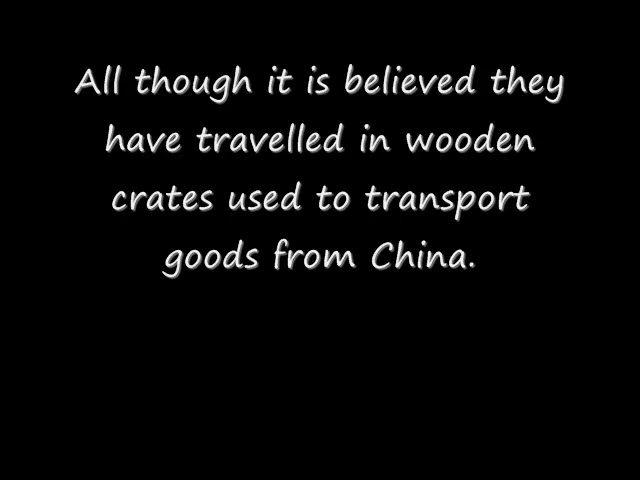 All though it is believed they
have travelled in wooden
crates used to transport
goods from China.